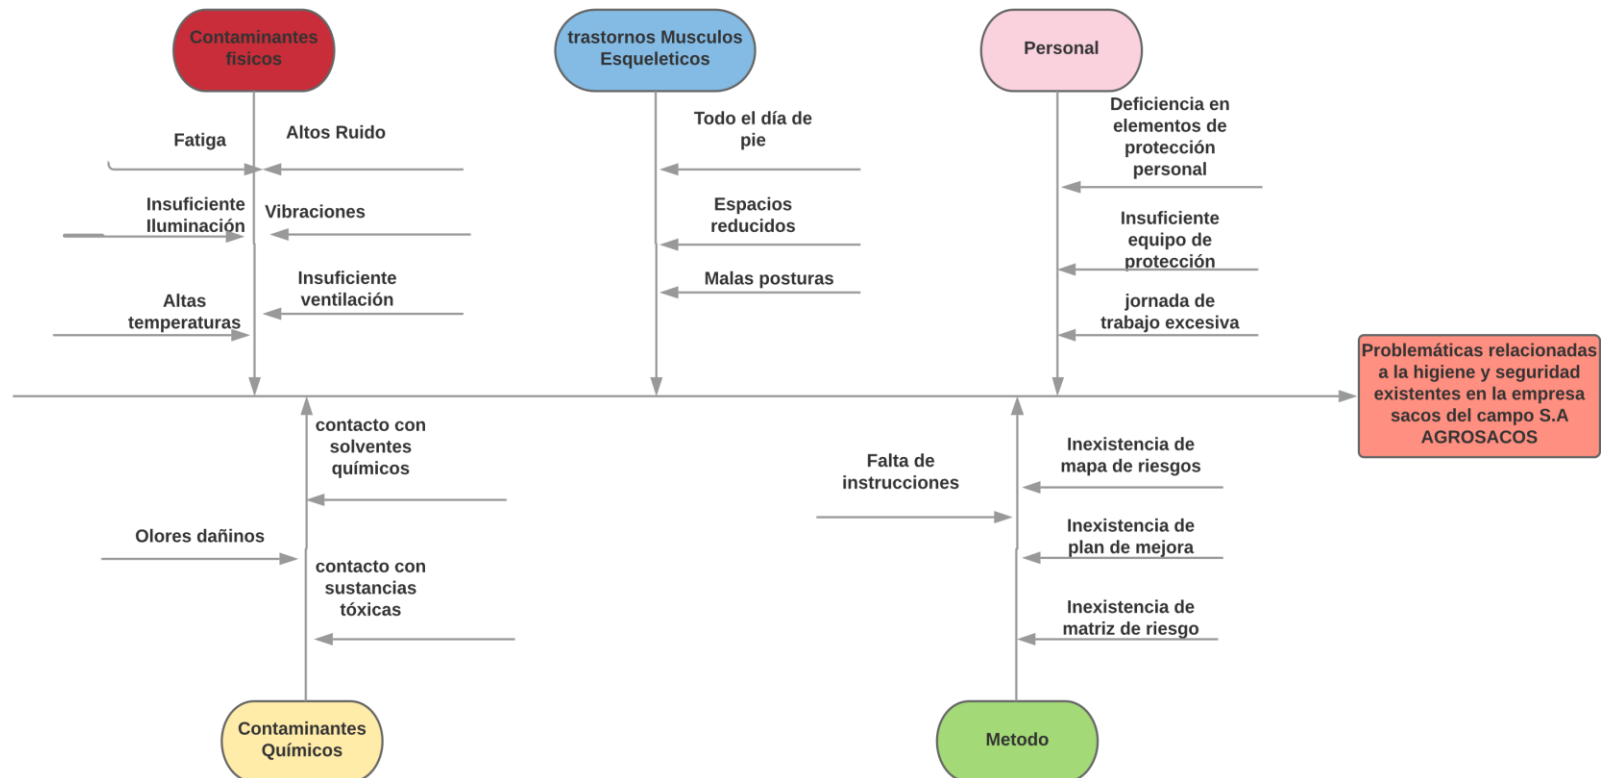 Contaminantes
fisicos
trastornos Musculos
Esqueleticos
Personal
Fatiga
Altos Ruido
Insuficiente
Iluminación
Vibraciones
Altas
temperaturas
Insuficiente
ventilación
Todo el día de
pie
Espacios
reducidos
Malas posturas
Deficiencia en
elementos de
protección
personal
Insuficiente
equipo de
protección
jornada de
trabajo excesiva
Problemáticas relacionadas
a la higiene y seguridad
existentes en la empresa
sacos del campo S.A
AGROSACOS
contacto con
solventes
químicos
Olores dañinos
contacto con
sustancias
tóxicas
Contaminantes
Químicos
Falta de
instrucciones
Inexistencia de
mapa de riesgos
Inexistencia de
plan de mejora
Inexistencia de
matriz de riesgo
Metodo